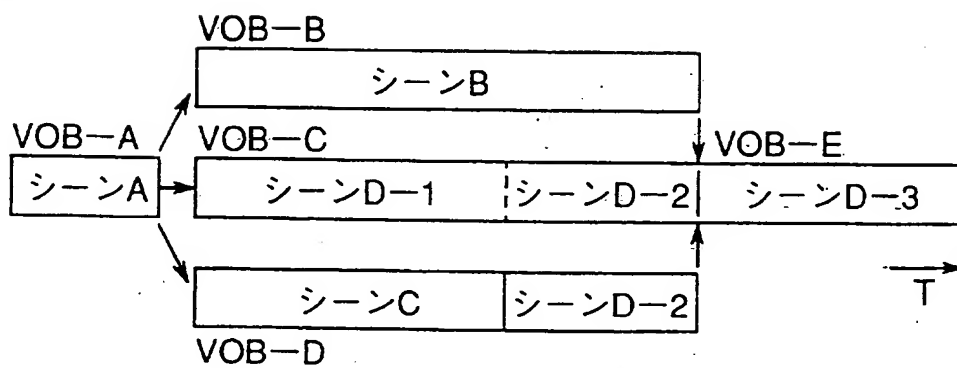 VOB—B
シーンB
VOB—A
VOB—C
VOB—E
シーンA
シーンD—1
シーンD—2
シーンD—3
シーンC
シーンD—2
T
VOB—D